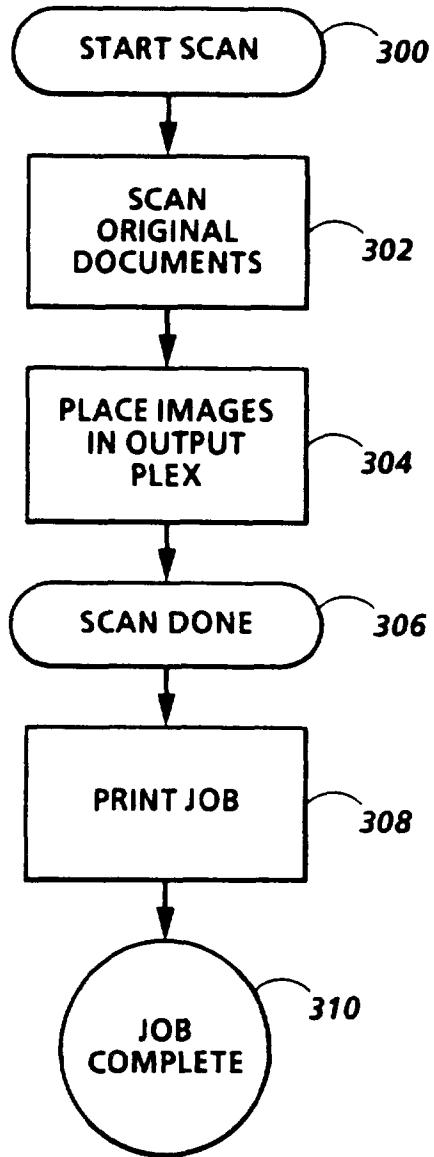 START SCAN
300
SCAN
ORIGINAL
DOCUMENTS
302
PLACE IMAGES
IN OUTPUT
PLEX
304
SCAN DONE
306
PRINT JOB
308
JOB
COMPLETE
310